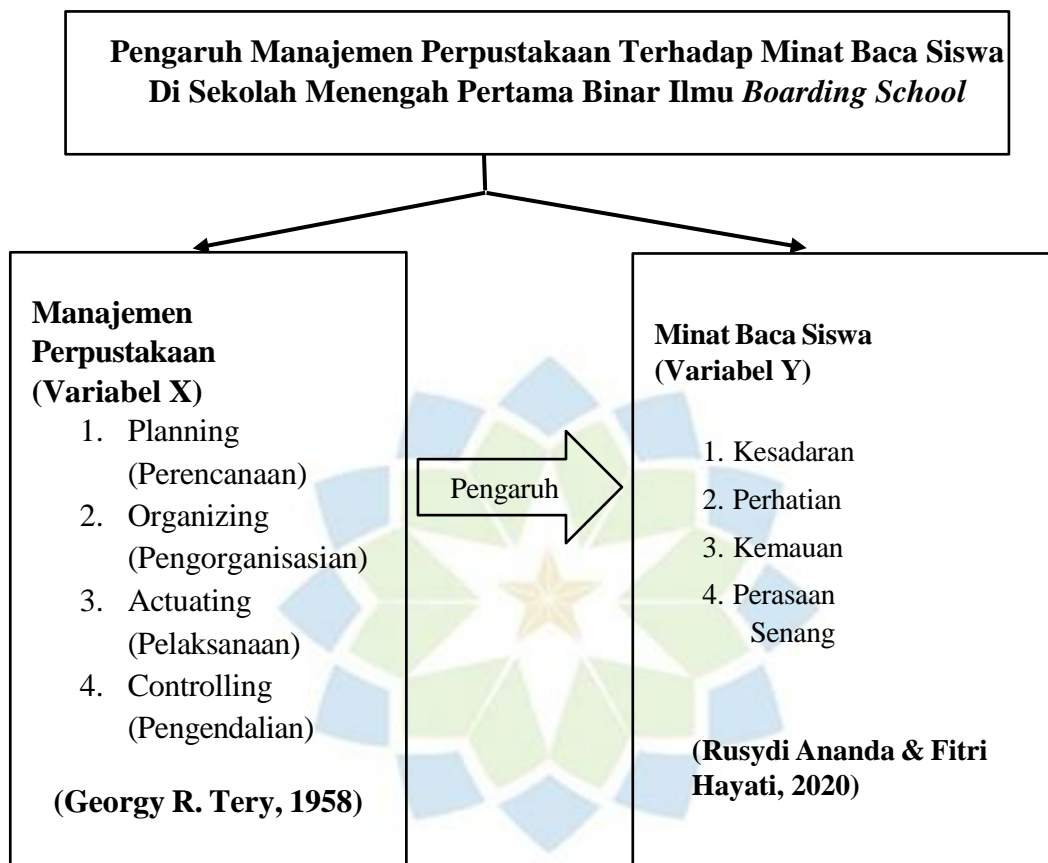 Pengaruh Manajemen Perpustakaan Terhadap Minat Baca Siswa
Di Sekolah Menengah Pertama Binar Ilmu Boarding School
Manajemen
Perpustakaan
(Variabel X)
1. Planning
(Perencanaan)
2. Organizing
(Pengorganisasian)
3. Actuating
(Pelaksanaan)
4. Controlling
(Pengendalian)
(Georgy R. Tery, 1958)
Pengaruh
Minat Baca Siswa
(Variabel Y)
1. Kesadaran
2. Perhatian
3. Kemauan
4. Perasaan
Senang
(Rusydi Ananda & Fitri
Hayati, 2020)